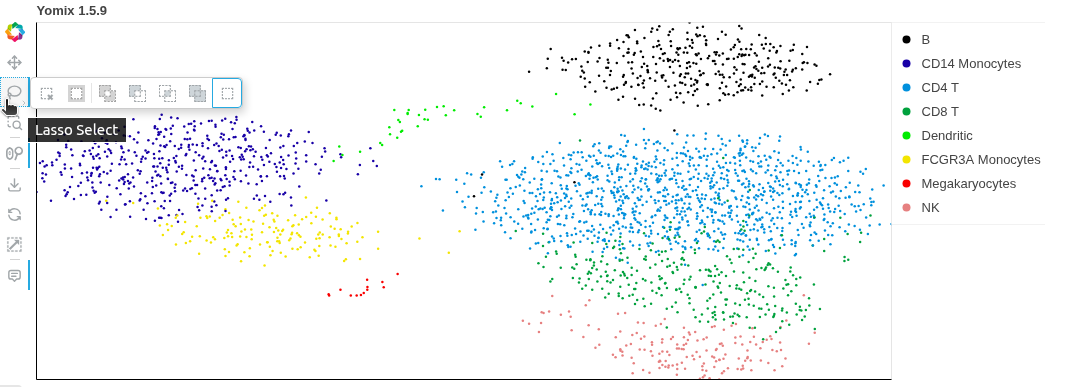 Yomix 1.5.9
Lasso Select
B
CD14 Monocytes
CD4 T
CD8 T
Dendritic
FCGR3A Monocytes
Megakaryocytes
NK